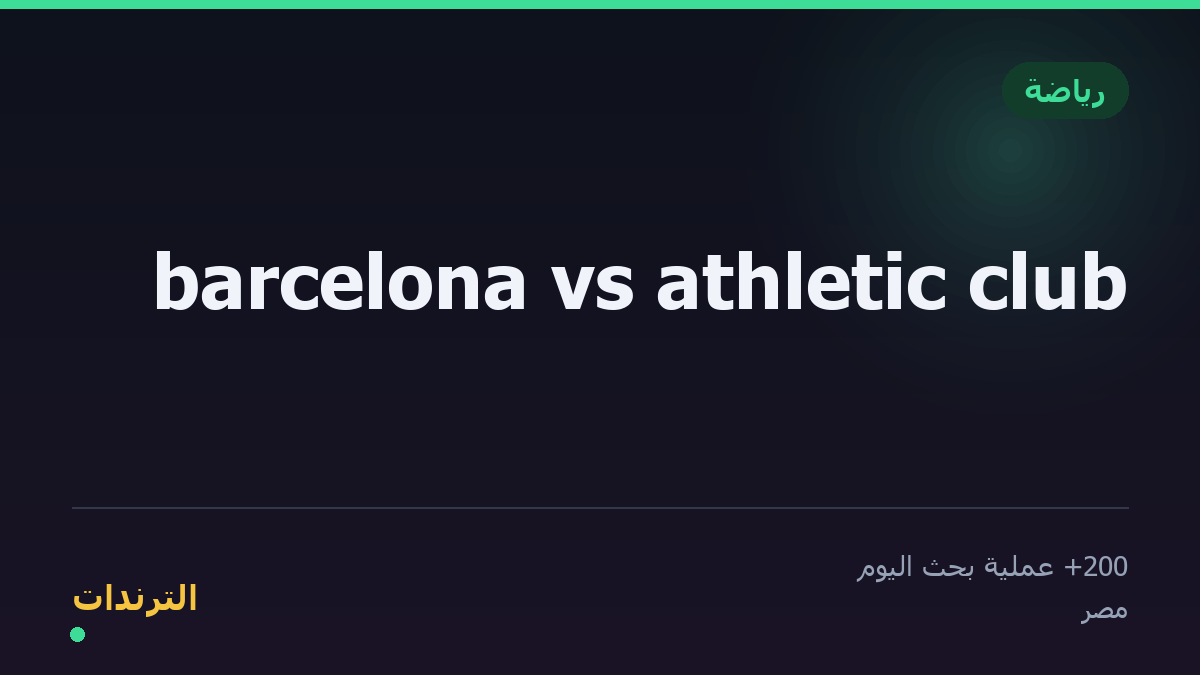 رياضة
barcelona vs athletic club
200+ عملية بحث اليوم
مصر
الترندات